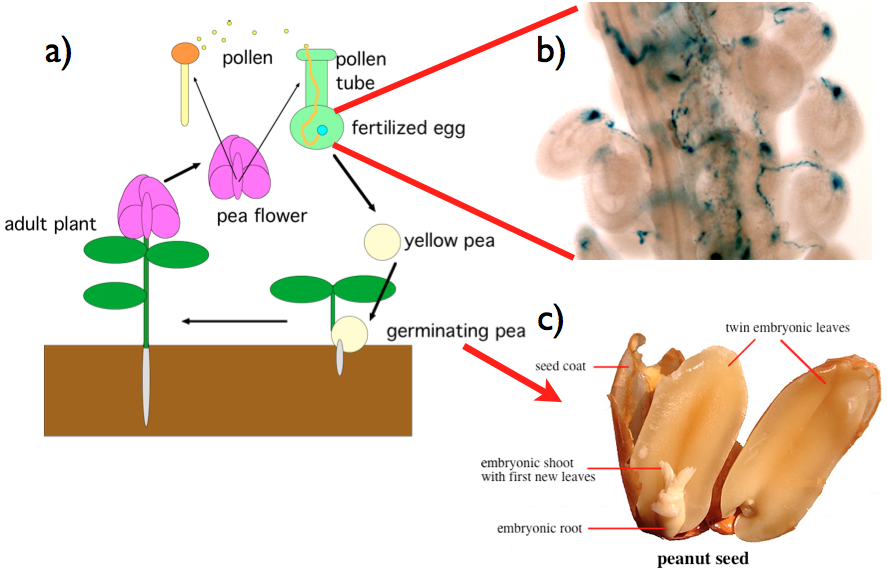 a)
pollen
pollen
tube
fertilized egg
pea flower
adult plant
yellow pea
germinating pea
b)
c)
twin embryonic leaves
seed coat
embryonic shoot
with first new leaves
embryonic root
peanut seed